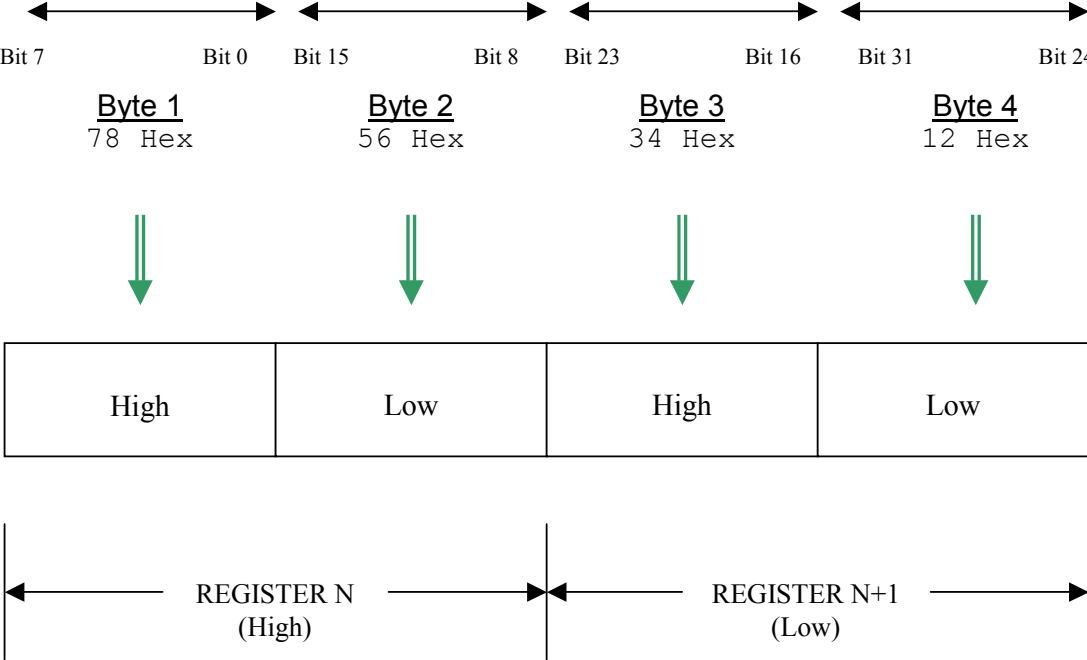 Bit 7 Bit 0 Bit 15 Bit 8 Bit 23 Bit 16 Bit 31 Bit 24
Byte 1 Byte 2 Byte 3 Byte 4
78 Hex 56 Hex 34 Hex 12 Hex
High Low High Low
REGISTER N REGISTER N+1
(High) (Low)